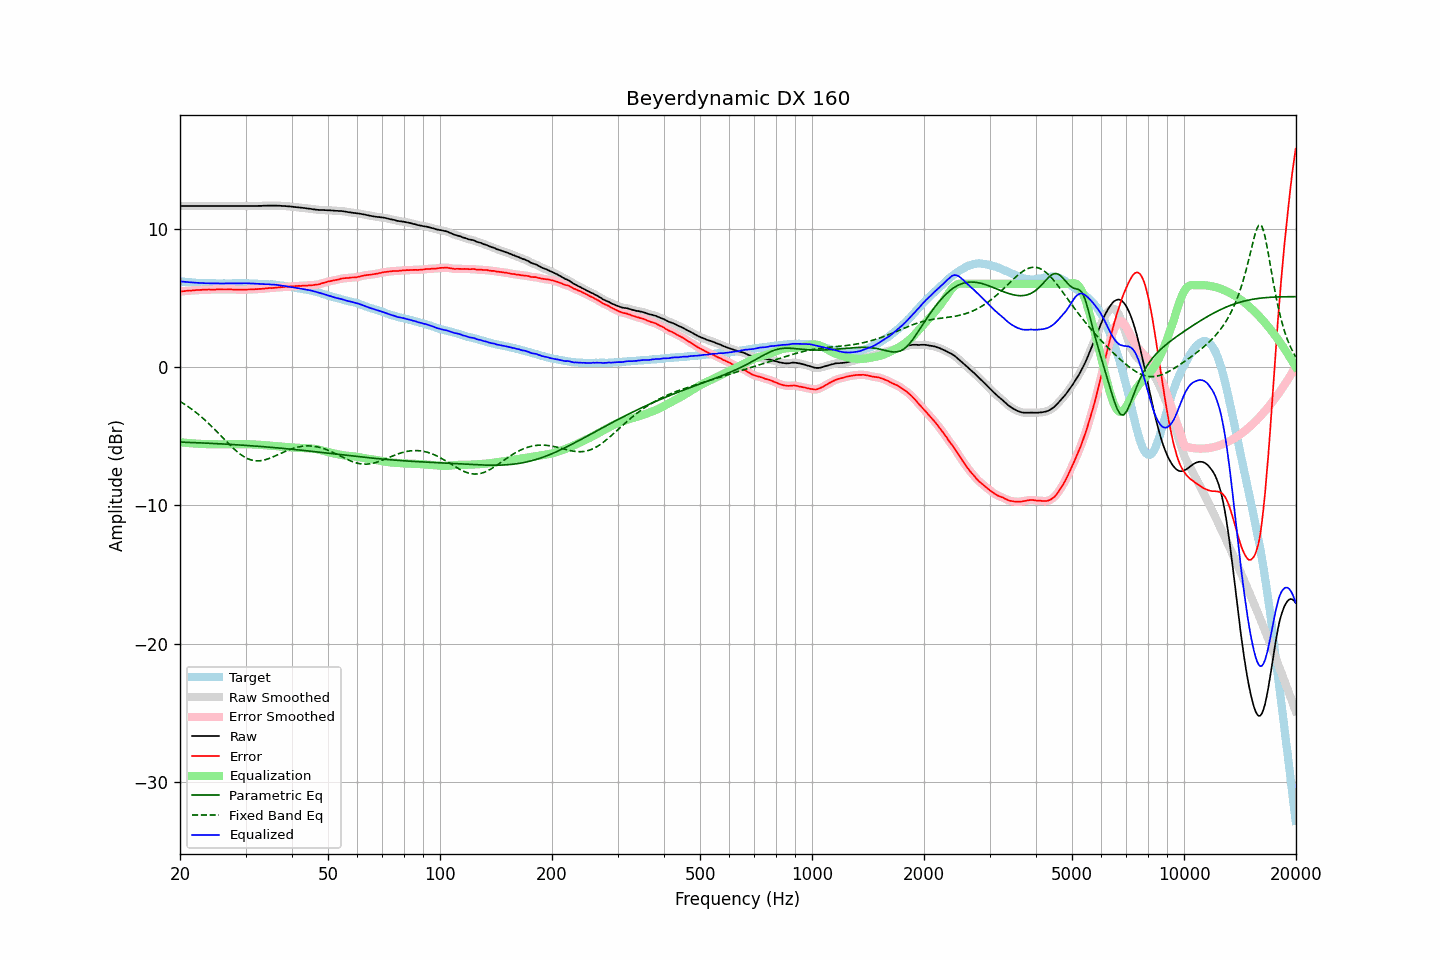 Beyerdynamic DX 160
10
0
−10
−20
−30
Amplitude (dBr)
Target
Raw Smoothed
Error Smoothed
Raw
Error
Equalization
Parametric Eq
Fixed Band Eq
Equalized
20 50 100 200 500 1000 2000 5000 10000 20000
Frequency (Hz)